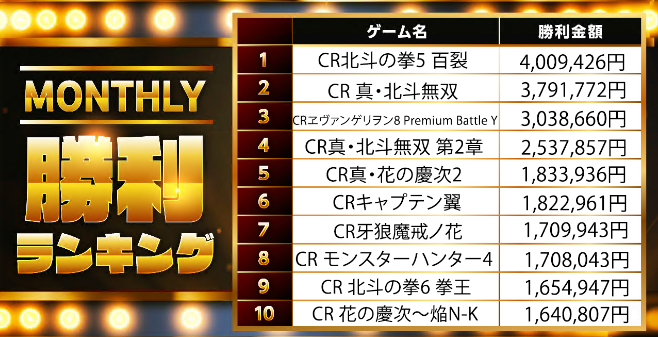 MONTHLY
勝利
ランキング
ゲーム名 勝利金額
1 CR北斗の拳5 百裂 4,009,426円
2 CR 真・北斗無双 3,791,772円
3 CRヱヴァンゲリヲン8 Premium Battle Y 3,038,660円
4 CR真・北斗無双 第2章 2,537,857円
5 CR真・花の慶次2 1,833,936円
6 CRキャプテン翼 1,822,961円
7 CR牙狼魔戒ノ花 1,709,943円
8 CR モンスターハンター4 1,708,043円
9 CR 北斗の拳6 拳王 1,654,947円
10 CR 花の慶次～焔N-K 1,640,807円